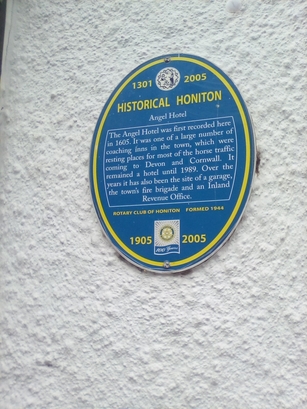 1301 2005
HISTORICAL HONITON
Angel Hotel
The Angel Hotel was first recorded here
in 1605. It was one of a large number of
coaching inns in the town, which were
resting places for most of the horse traffic
coming to Devon and Cornwall. It
remained a hotel until 1989. Over the
years it has also been the site of a garage,
the town's fire brigade and an Inland
Revenue Office.
ROTARY CLUB OF HONITON FORMED 1944
1905 2005